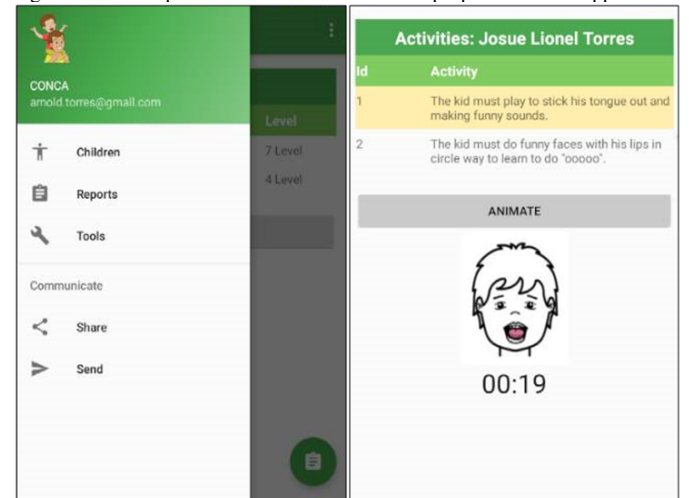 CONCA
arnold.torres@gmail.com
Children
Reports
Tools
Communicate
Share
Send
Level
7 Level
4 Level
Activities: Josue Lionel Torres
Id Activity
1 The kid must play to stick his tongue out and
making funny sounds.
2 The kid must do funny faces with his lips in
circle way to learn to do "ooooo".
ANIMATE
00:19